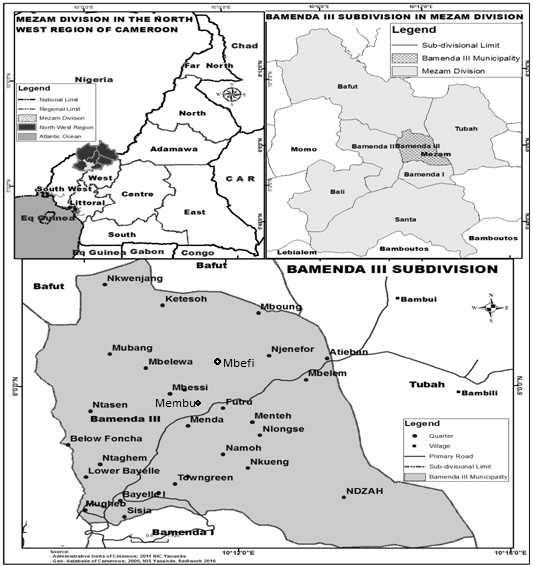 MEZAM DIVISION IN THE NORTH
WEST REGION OF CAMEROON
Chad
Far North
Nigeria
Legend
National Limit
Regional Limit
Mezam Division
North West Region
Atlantic Ocean
North
Adamawa
West
South West
Centre
Littoral
C A R
East
Eq Guinea
South
Eq Guinea
Gabon
Congo
BAMENDA III SUBDIVISION IN MEZAM DIVISION
Legend
Sub-divisional Limit
Bamenda III Municipality
Mezam Division
Bafut
Tubah
Momo
Bamenda II
Bamenda III
Mezam
Bamenda I
Bali
Santa
Lebialem
Bamboutos
Bamboutos
Bafut
BAMENDA III SUBDIVISION
Bafut
Nkwenjang
Ketesoh
Mboung
Bambui
Mubang
Mbelewa
Mbefi
Njenefor
Atieban
Mbelem
Tubah
Bambili
Mbessi
Membu
Futru
Ntasen
Bamenda III
Menda
Menteh
Nlongse
Below Foncha
Namoh
Nkueng
Ntaghem
Lower Bayelle
Towngreen
Bayelle I
Mugheb
Sisia
NDZAH
Bamenda I
Legend
Quarter
Village
Primary Road
Sub-divisional Limit
Bamenda III Municipality
Source:
- Administrative Units of Cmeroon; 2011 NIC Yaounde
- Geo- database of Cameroon; 2005, NIS Yaounde, fieldwork 2016
10°12'0"E
10°16'0"E